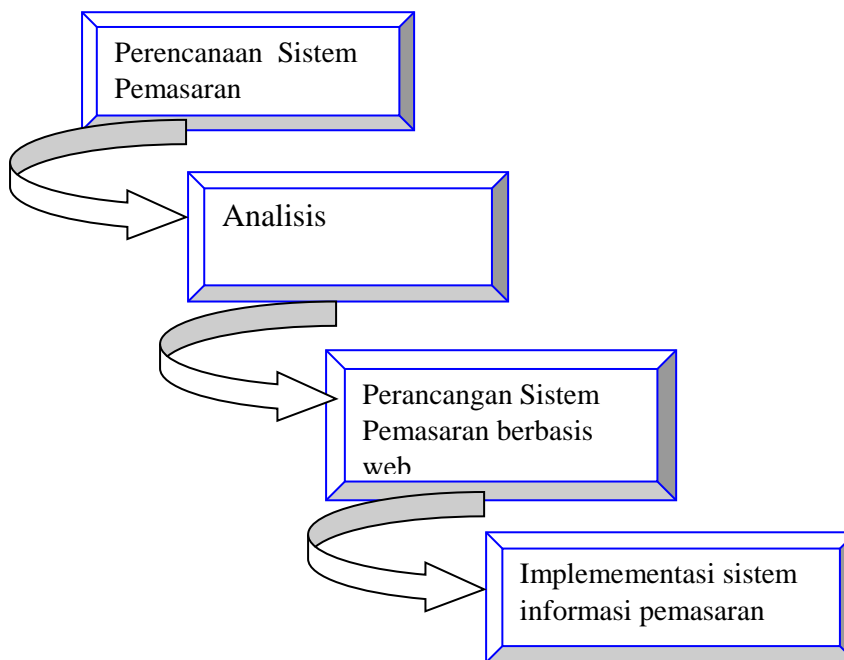 Perencanaan Sistem
Pemasaran
Analisis
Perancangan Sistem
Pemasaran berbasis
web
Implemementasi sistem
informasi pemasaran